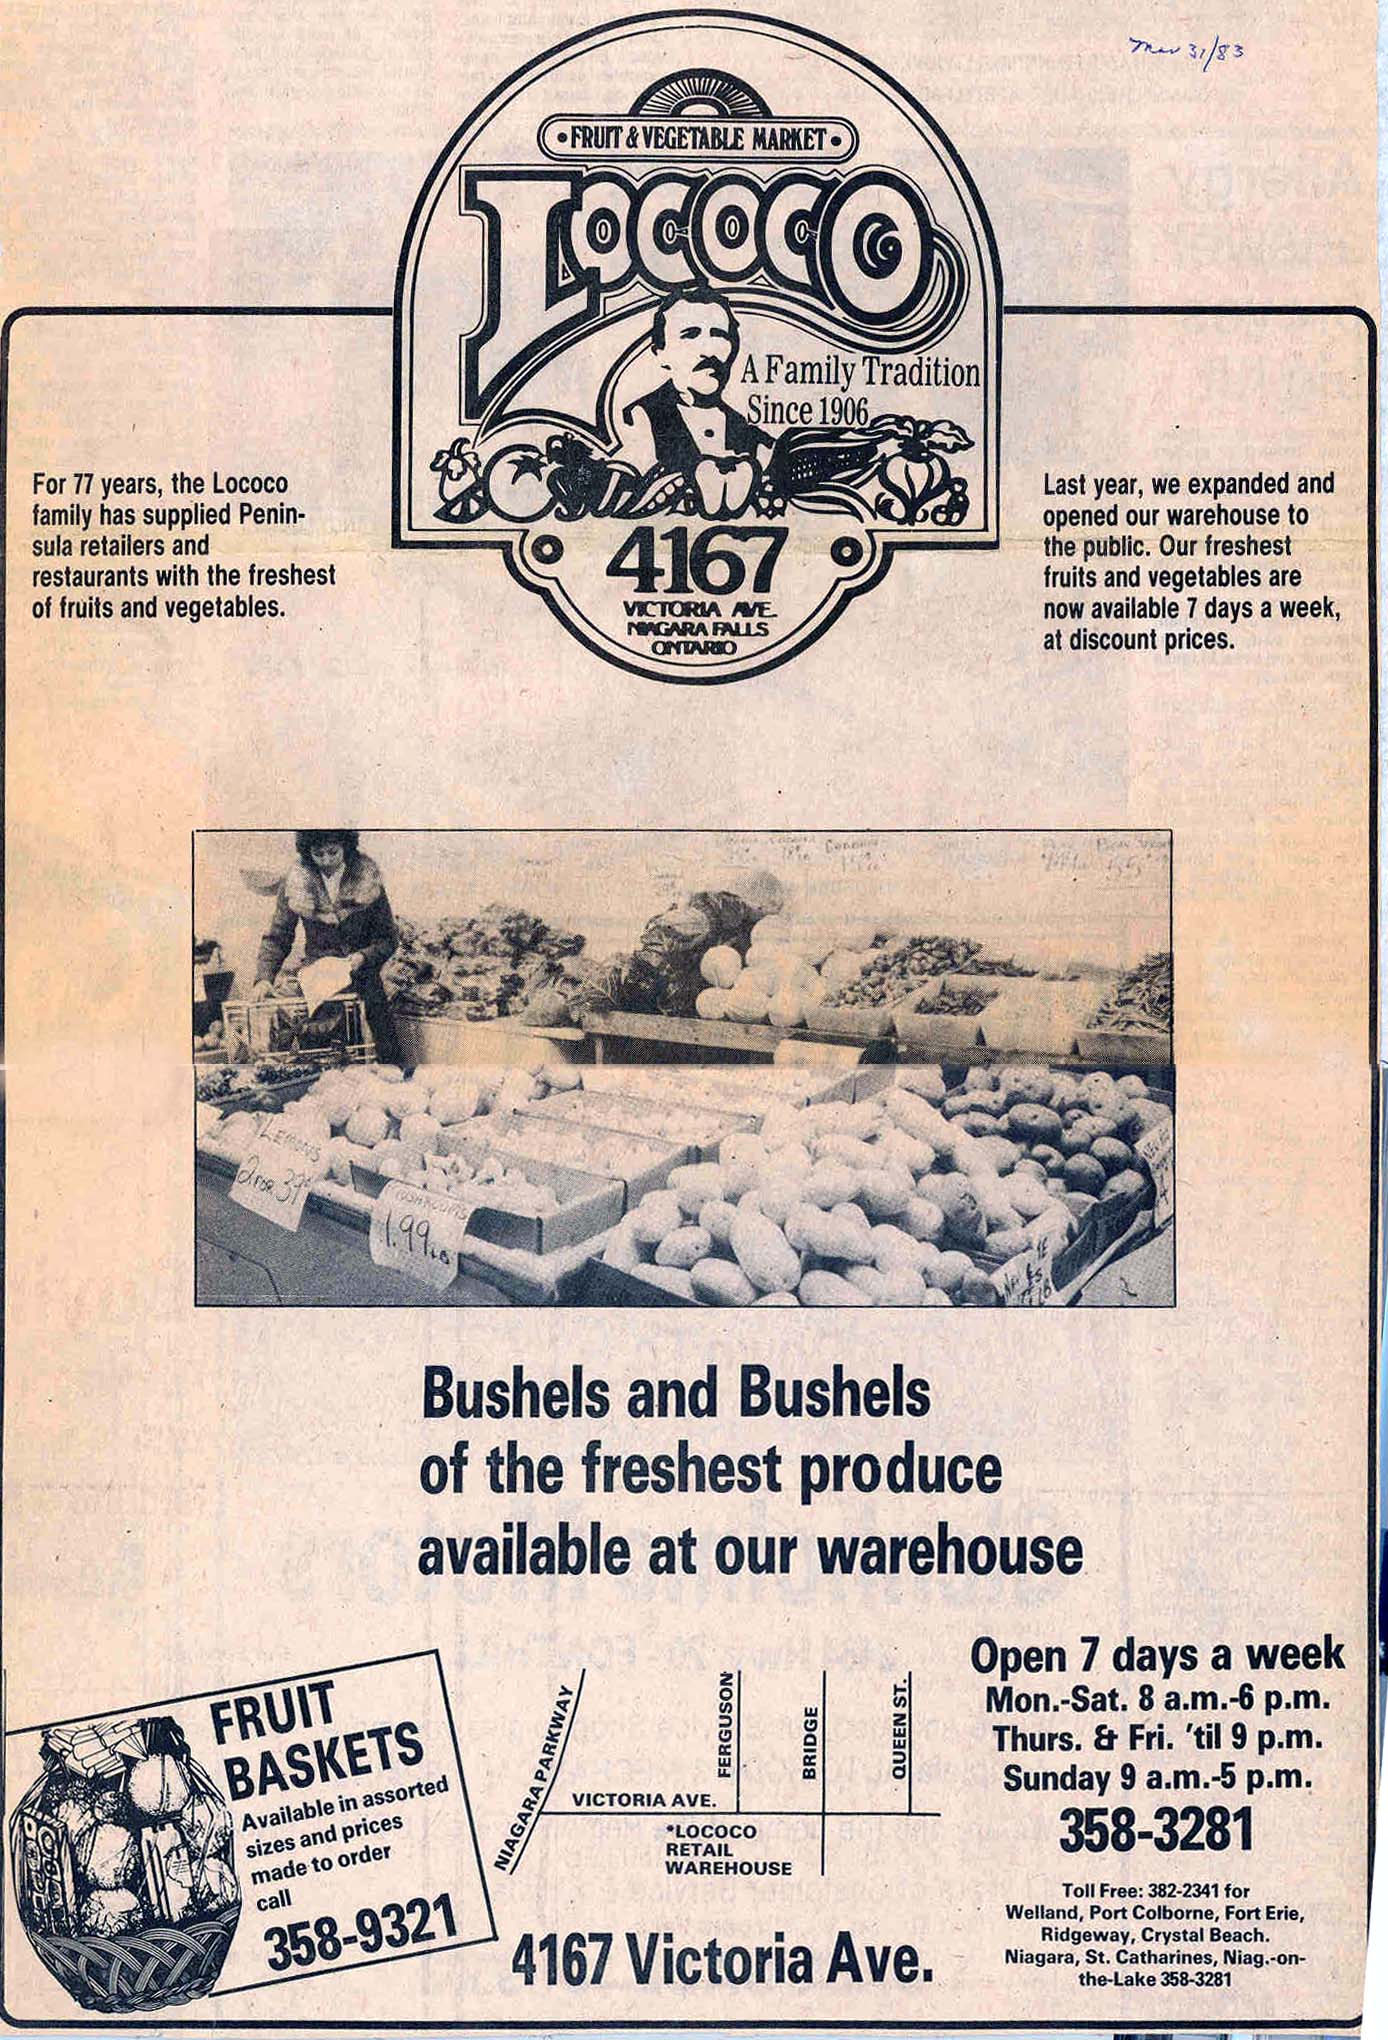 Mar 31/83
• FRUIT & VEGETABLE MARKET •
LOCOCO
A Family Tradition
Since 1906
4167
VICTORIA AVE.
NIAGARA FALLS
ONTARIO
For 77 years, the Lococo
family has supplied Penin-
sula retailers and
restaurants with the freshest
of fruits and vegetables.
Last year, we expanded and
opened our warehouse to
the public. Our freshest
fruits and vegetables are
now available 7 days a week,
at discount prices.
LEMONS
2 FOR 39¢
MUSHROOMS
1.99 LB
Bushels and Bushels
of the freshest produce
available at our warehouse
FRUIT
BASKETS
Available in assorted
sizes and prices
made to order
call
358-9321
NIAGARA PARKWAY
FERGUSON
BRIDGE
QUEEN ST.
VICTORIA AVE.
*LOCOCO
RETAIL
WAREHOUSE
4167 Victoria Ave.
Open 7 days a week
Mon.-Sat. 8 a.m.-6 p.m.
Thurs. & Fri. 'til 9 p.m.
Sunday 9 a.m.-5 p.m.
358-3281
Toll Free: 382-2341 for
Welland, Port Colborne, Fort Erie,
Ridgeway, Crystal Beach.
Niagara, St. Catharines, Niag.-on-
the-Lake 358-3281